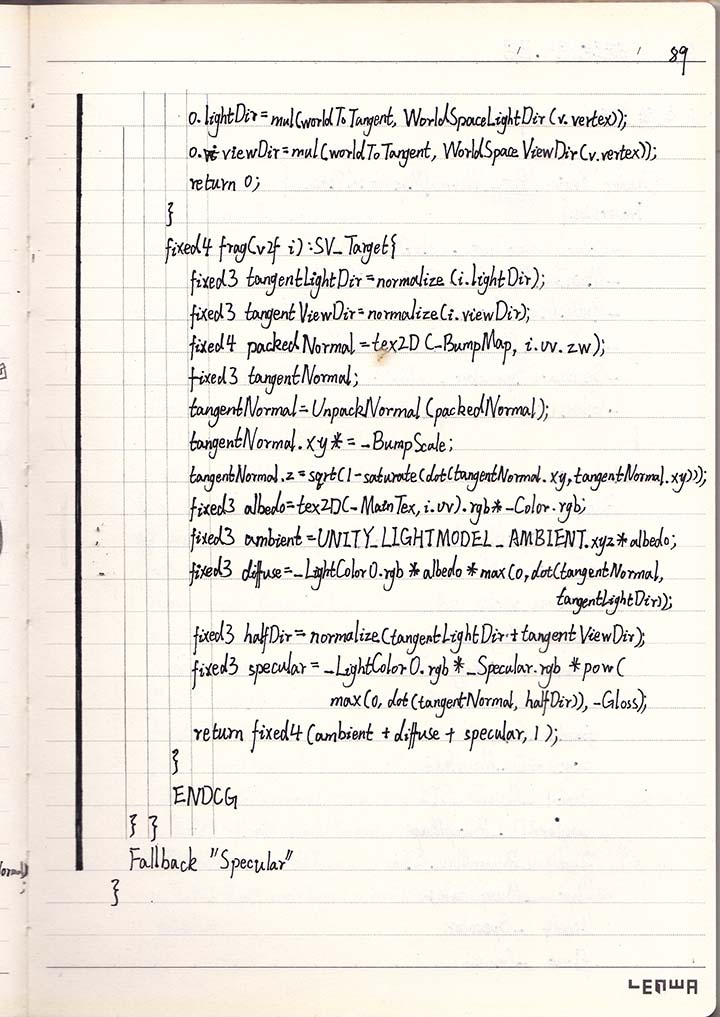 89
o.lightDir=mul(worldToTangent, WorldSpaceLightDir(v.vertex));
o.viewDir=mul(worldToTangent, WorldSpaceViewDir(v.vertex));
return o;
}
fixed4 frag(v2f i):SV_Target{
fixed3 tangentLightDir=normalize(i.lightDir);
fixed3 tangentViewDir=normalize(i.viewDir);
fixed4 packedNormal=tex2D(_BumpMap, i.uv.zw);
fixed3 tangentNormal;
tangentNormal=UnpackNormal(packedNormal);
tangentNormal.xy*=_BumpScale;
tangentNormal.z=sqrt(1-saturate(dot(tangentNormal.xy,tangentNormal.xy)));
fixed3 albedo=tex2D(_MainTex,i.uv).rgb*_Color.rgb;
fixed3 ambient=UNITY_LIGHTMODEL_AMBIENT.xyz*albedo;
fixed3 diffuse=_LightColor0.rgb*albedo*max(0,dot(tangentNormal,
tangentLightDir));
fixed3 halfDir=normalize(tangentLightDir+tangentViewDir);
fixed3 specular=_LightColor0.rgb*_Specular.rgb*pow(
max(0,dot(tangentNormal,halfDir)),_Gloss);
return fixed4(ambient+diffuse+specular,1);
}
ENDCG
} }
Fallback "Specular"
}